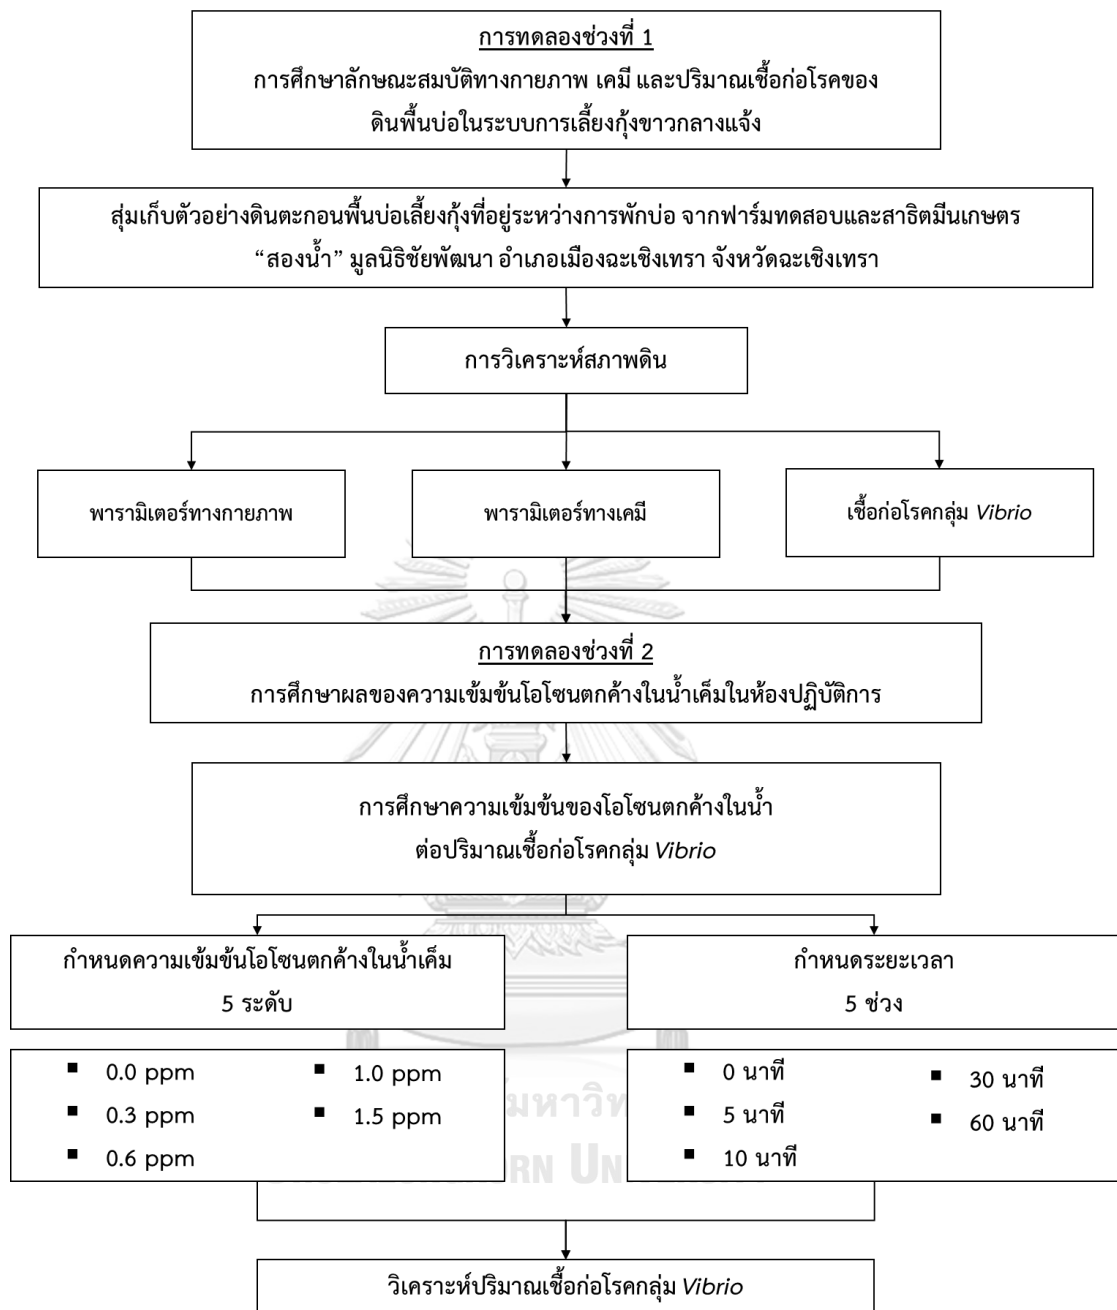 การทดลองช่วงที่ 1
การศึกษาลักษณะสมบัติทางกายภาพ เคมี และปริมาณเชื้อก่อโรคของ
ดินพื้นบ่อในระบบการเลี้ยงกุ้งขาวกลางแจ้ง
สุ่มเก็บตัวอย่างดินตะกอนพื้นบ่อเลี้ยงกุ้งที่อยู่ระหว่างการพักบ่อ จากฟาร์มทดสอบและสาธิตมีนเกษตร
“สองน้ำ” มูลนิธิชัยพัฒนา อำเภอเมืองฉะเชิงเทรา จังหวัดฉะเชิงเทรา
การวิเคราะห์สภาพดิน
พารามิเตอร์ทางกายภาพ
พารามิเตอร์ทางเคมี
เชื้อก่อโรคกลุ่ม Vibrio
การทดลองช่วงที่ 2
การศึกษาผลของความเข้มข้นโอโซนตกค้างในน้ำเค็มในห้องปฏิบัติการ
การศึกษาความเข้มข้นของโอโซนตกค้างในน้ำ
ต่อปริมาณเชื้อก่อโรคกลุ่ม Vibrio
กำหนดความเข้มข้นโอโซนตกค้างในน้ำเค็ม
5 ระดับ
▪ 0.0 ppm
▪ 0.3 ppm
▪ 0.6 ppm
▪ 1.0 ppm
▪ 1.5 ppm
กำหนดระยะเวลา
5 ช่วง
▪ 0 นาที
▪ 5 นาที
▪ 10 นาที
▪ 30 นาที
▪ 60 นาที
วิเคราะห์ปริมาณเชื้อก่อโรคกลุ่ม Vibrio